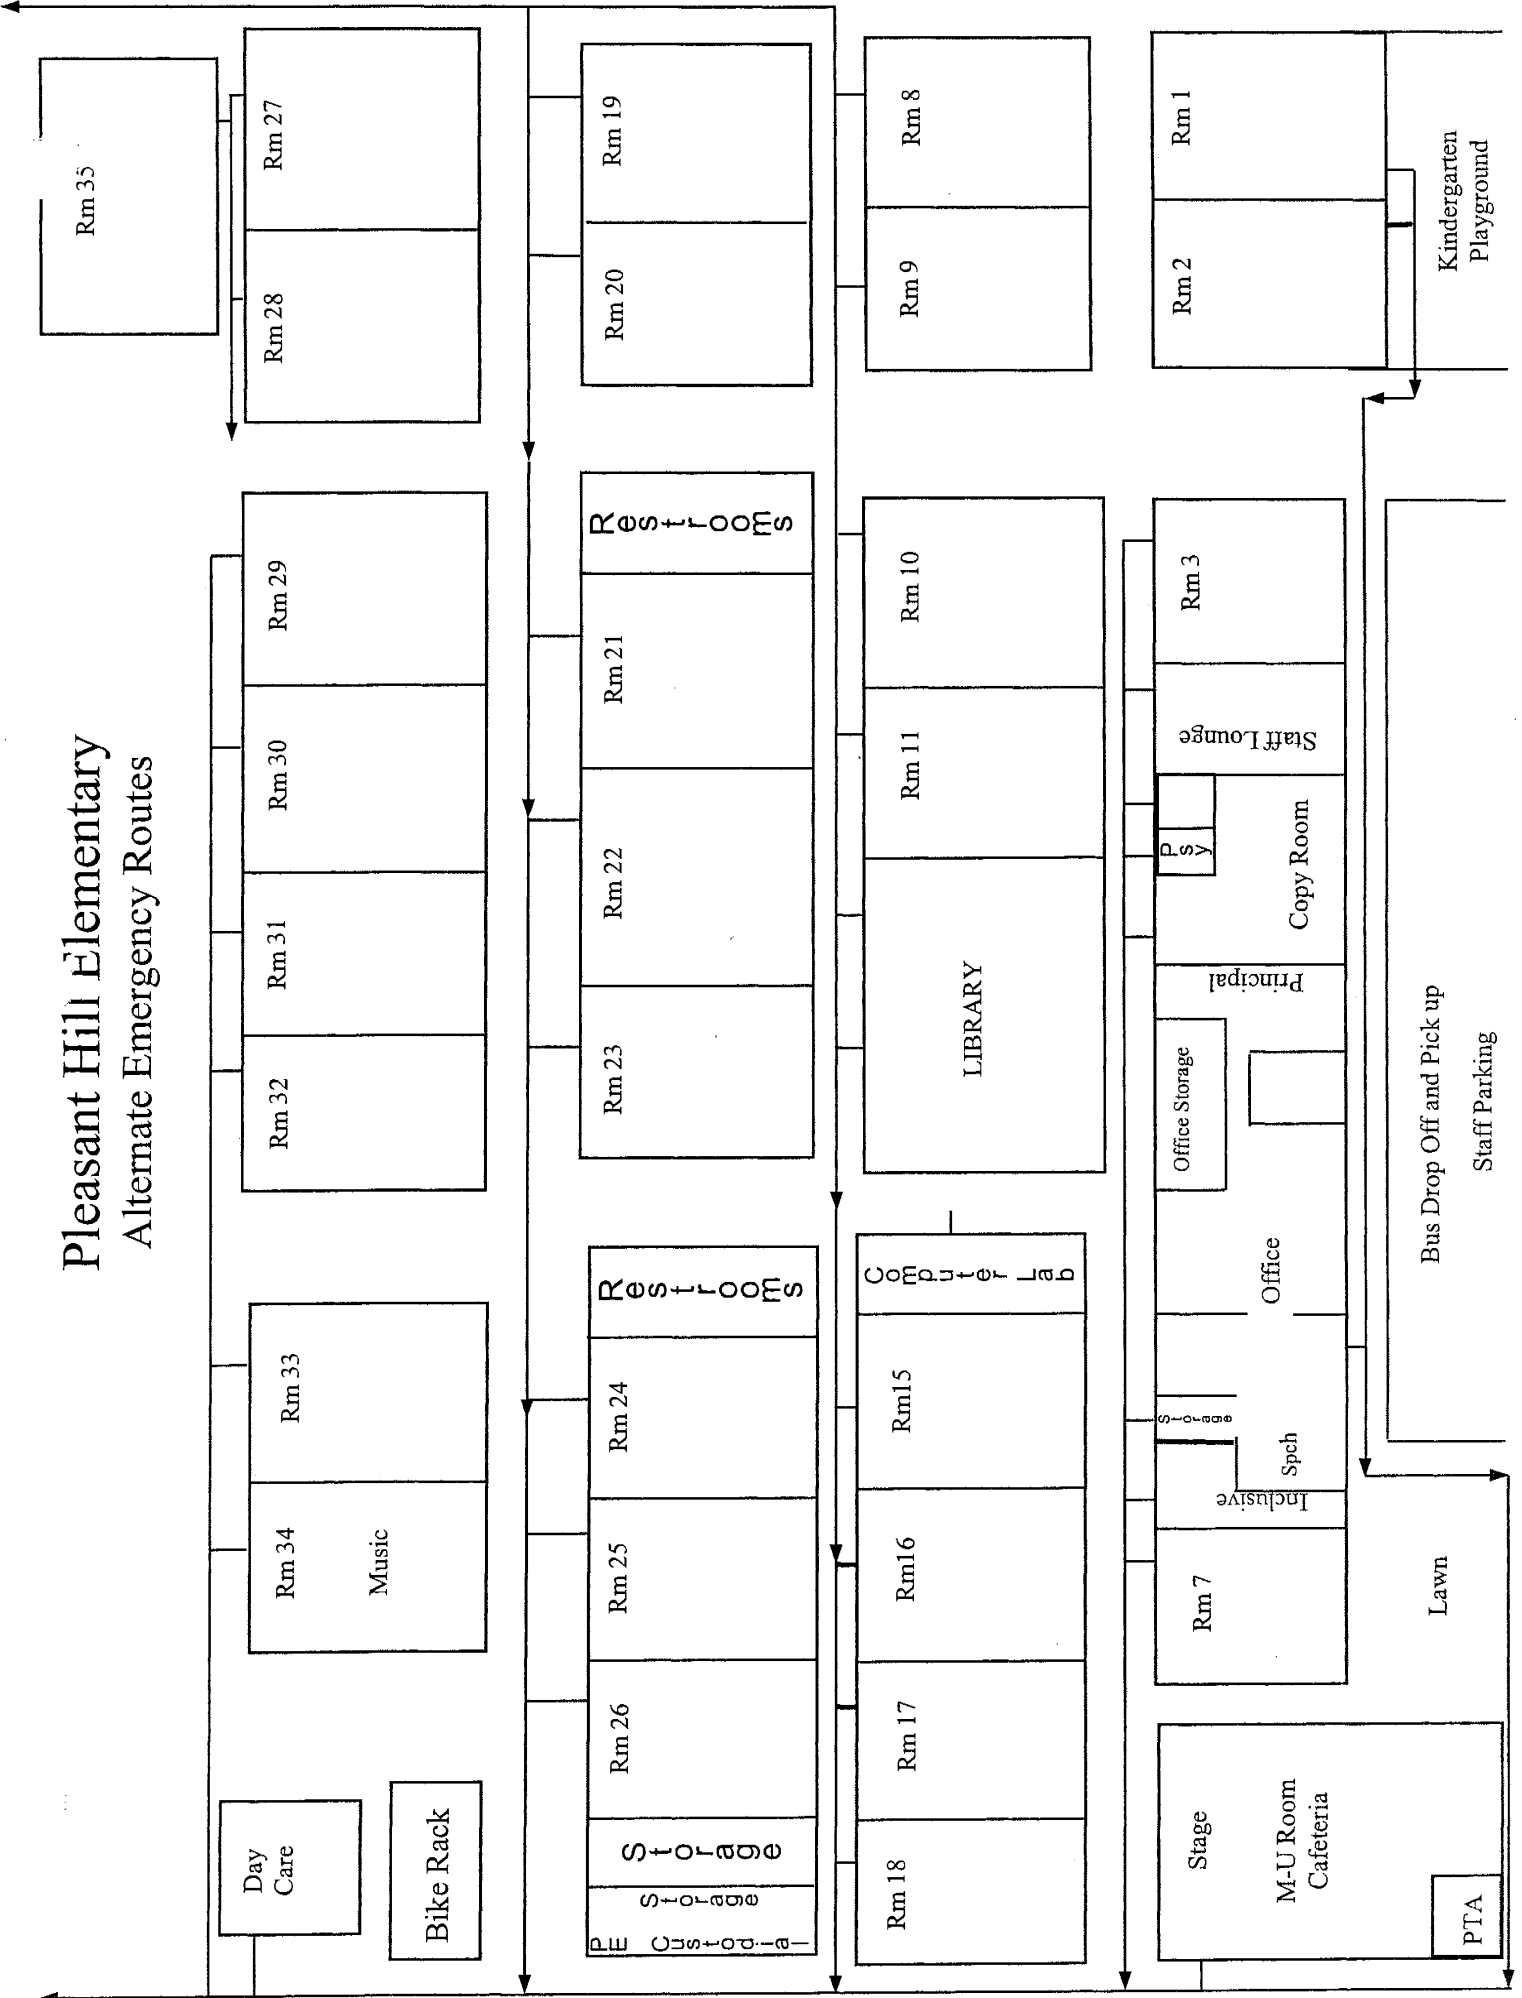 Pleasant Hill Elementary
Alternate Emergency Routes
Rm 35
Day
Care
Rm 34
Music
Rm 33
Rm 32
Rm 31
Rm 30
Rm 29
Rm 28
Rm 27
Bike Rack
PE Custodial
Storage
Storage
Rm 26
Rm 25
Rm 24
Restrooms
Rm 23
Rm 22
Rm 21
Restrooms
Rm 20
Rm 19
Rm 18
Rm 17
Rm16
Rm15
Computer Lab
LIBRARY
Rm 11
Rm 10
Rm 9
Rm 8
Stage
M-U Room
Cafeteria
PTA
Rm 7
Inclusive
Spch
Storage
Office
Office Storage
Principal
Psy
Copy Room
Staff Lounge
Rm 3
Rm 2
Rm 1
Lawn
Bus Drop Off and Pick up
Staff Parking
Kindergarten
Playground